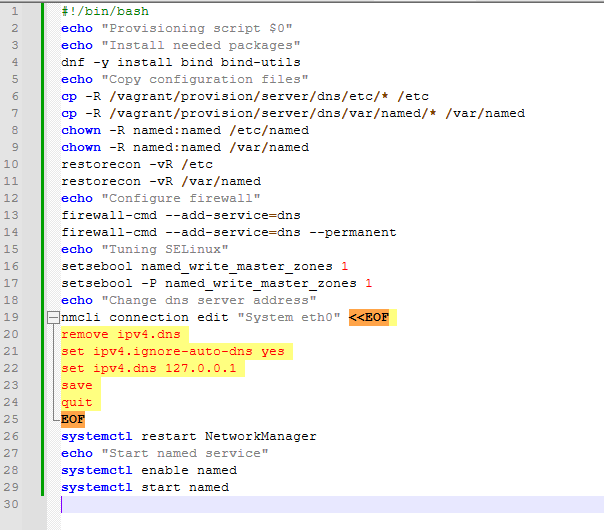 1 #!/bin/bash
2 echo "Provisioning script $0"
3 echo "Install needed packages"
4 dnf -y install bind bind-utils
5 echo "Copy configuration files"
6 cp -R /vagrant/provision/server/dns/etc/* /etc
7 cp -R /vagrant/provision/server/dns/var/named/* /var/named
8 chown -R named:named /etc/named
9 chown -R named:named /var/named
10 restorecon -vR /etc
11 restorecon -vR /var/named
12 echo "Configure firewall"
13 firewall-cmd --add-service=dns
14 firewall-cmd --add-service=dns --permanent
15 echo "Tuning SELinux"
16 setsebool named_write_master_zones 1
17 setsebool -P named_write_master_zones 1
18 echo "Change dns server address"
19 nmcli connection edit "System eth0" <<EOF
20 remove ipv4.dns
21 set ipv4.ignore-auto-dns yes
22 set ipv4.dns 127.0.0.1
23 save
24 quit
25 EOF
26 systemctl restart NetworkManager
27 echo "Start named service"
28 systemctl enable named
29 systemctl start named
30